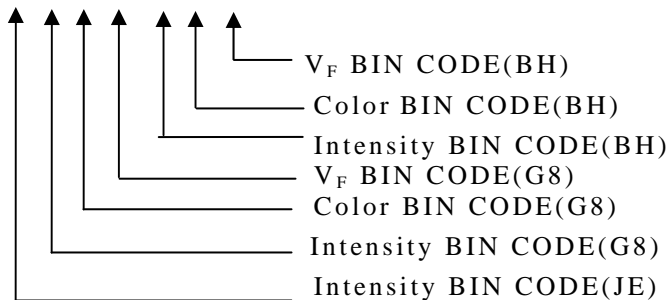 V_F BIN CODE(BH)
Color BIN CODE(BH)
Intensity BIN CODE(BH)
V_F BIN CODE(G8)
Color BIN CODE(G8)
Intensity BIN CODE(G8)
Intensity BIN CODE(JE)